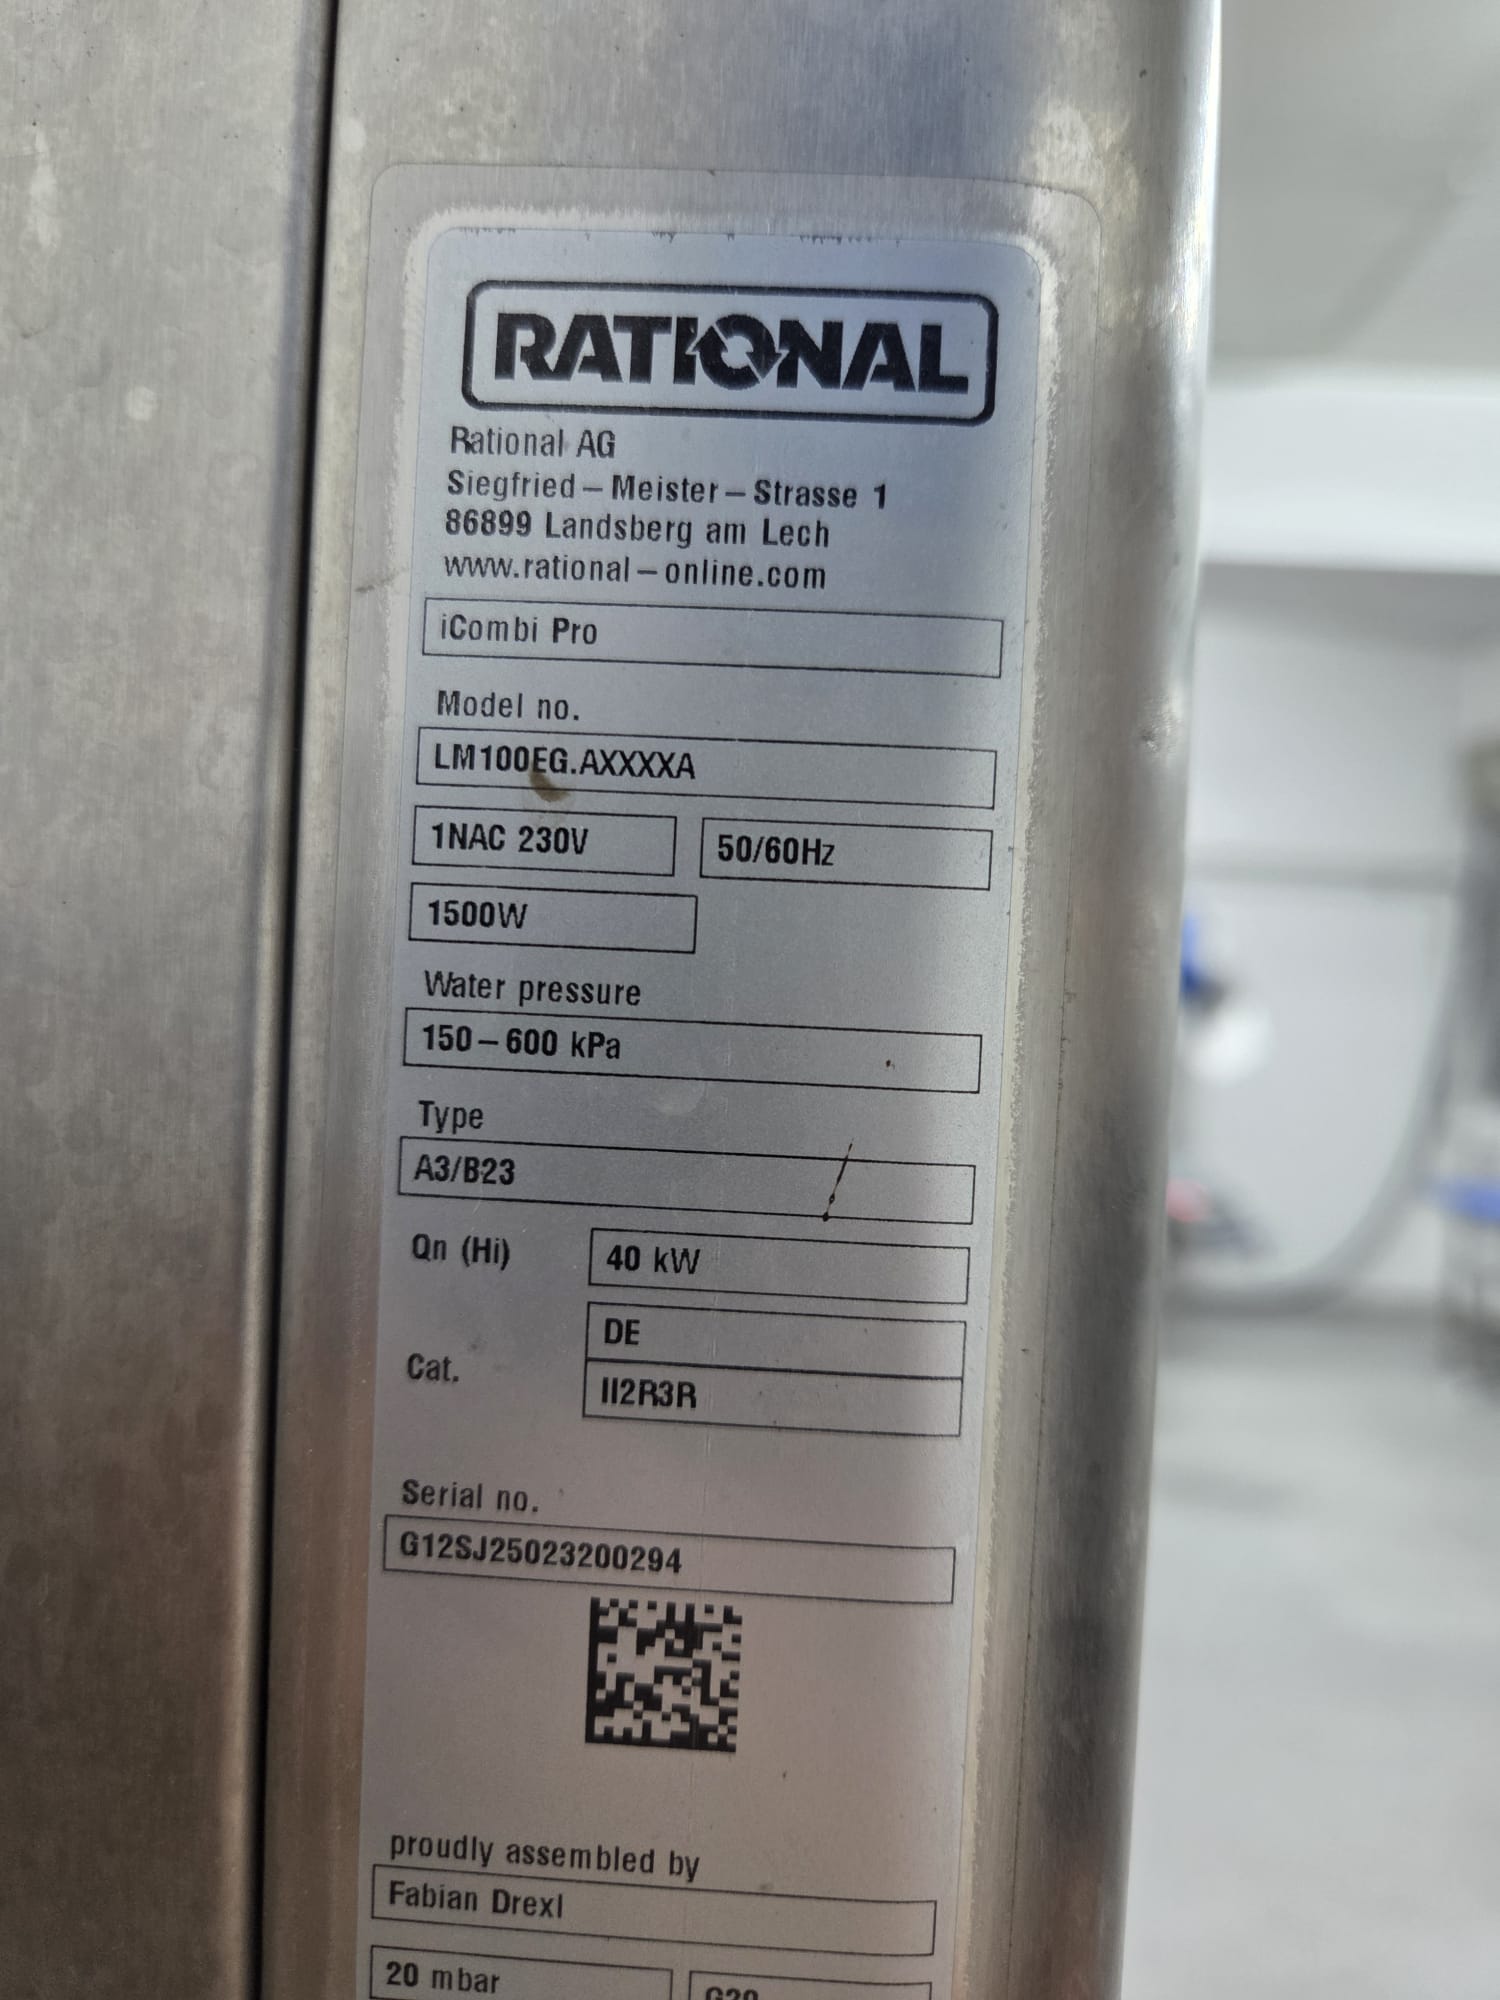 RATIONAL
Rational AG
Siegfried – Meister – Strasse 1
86899 Landsberg am Lech
www.rational – online.com
iCombi Pro
Model no.
LM100EG.AXXXXA
1NAC 230V 50/60Hz
1500W
Water pressure
150 – 600 kPa
Type
A3/B23
Qn (Hi) 40 kW
DE
Cat.
II2R3R
Serial no.
G12SJ25023200294
proudly assembled by
Fabian Drexl
20 mbar G20